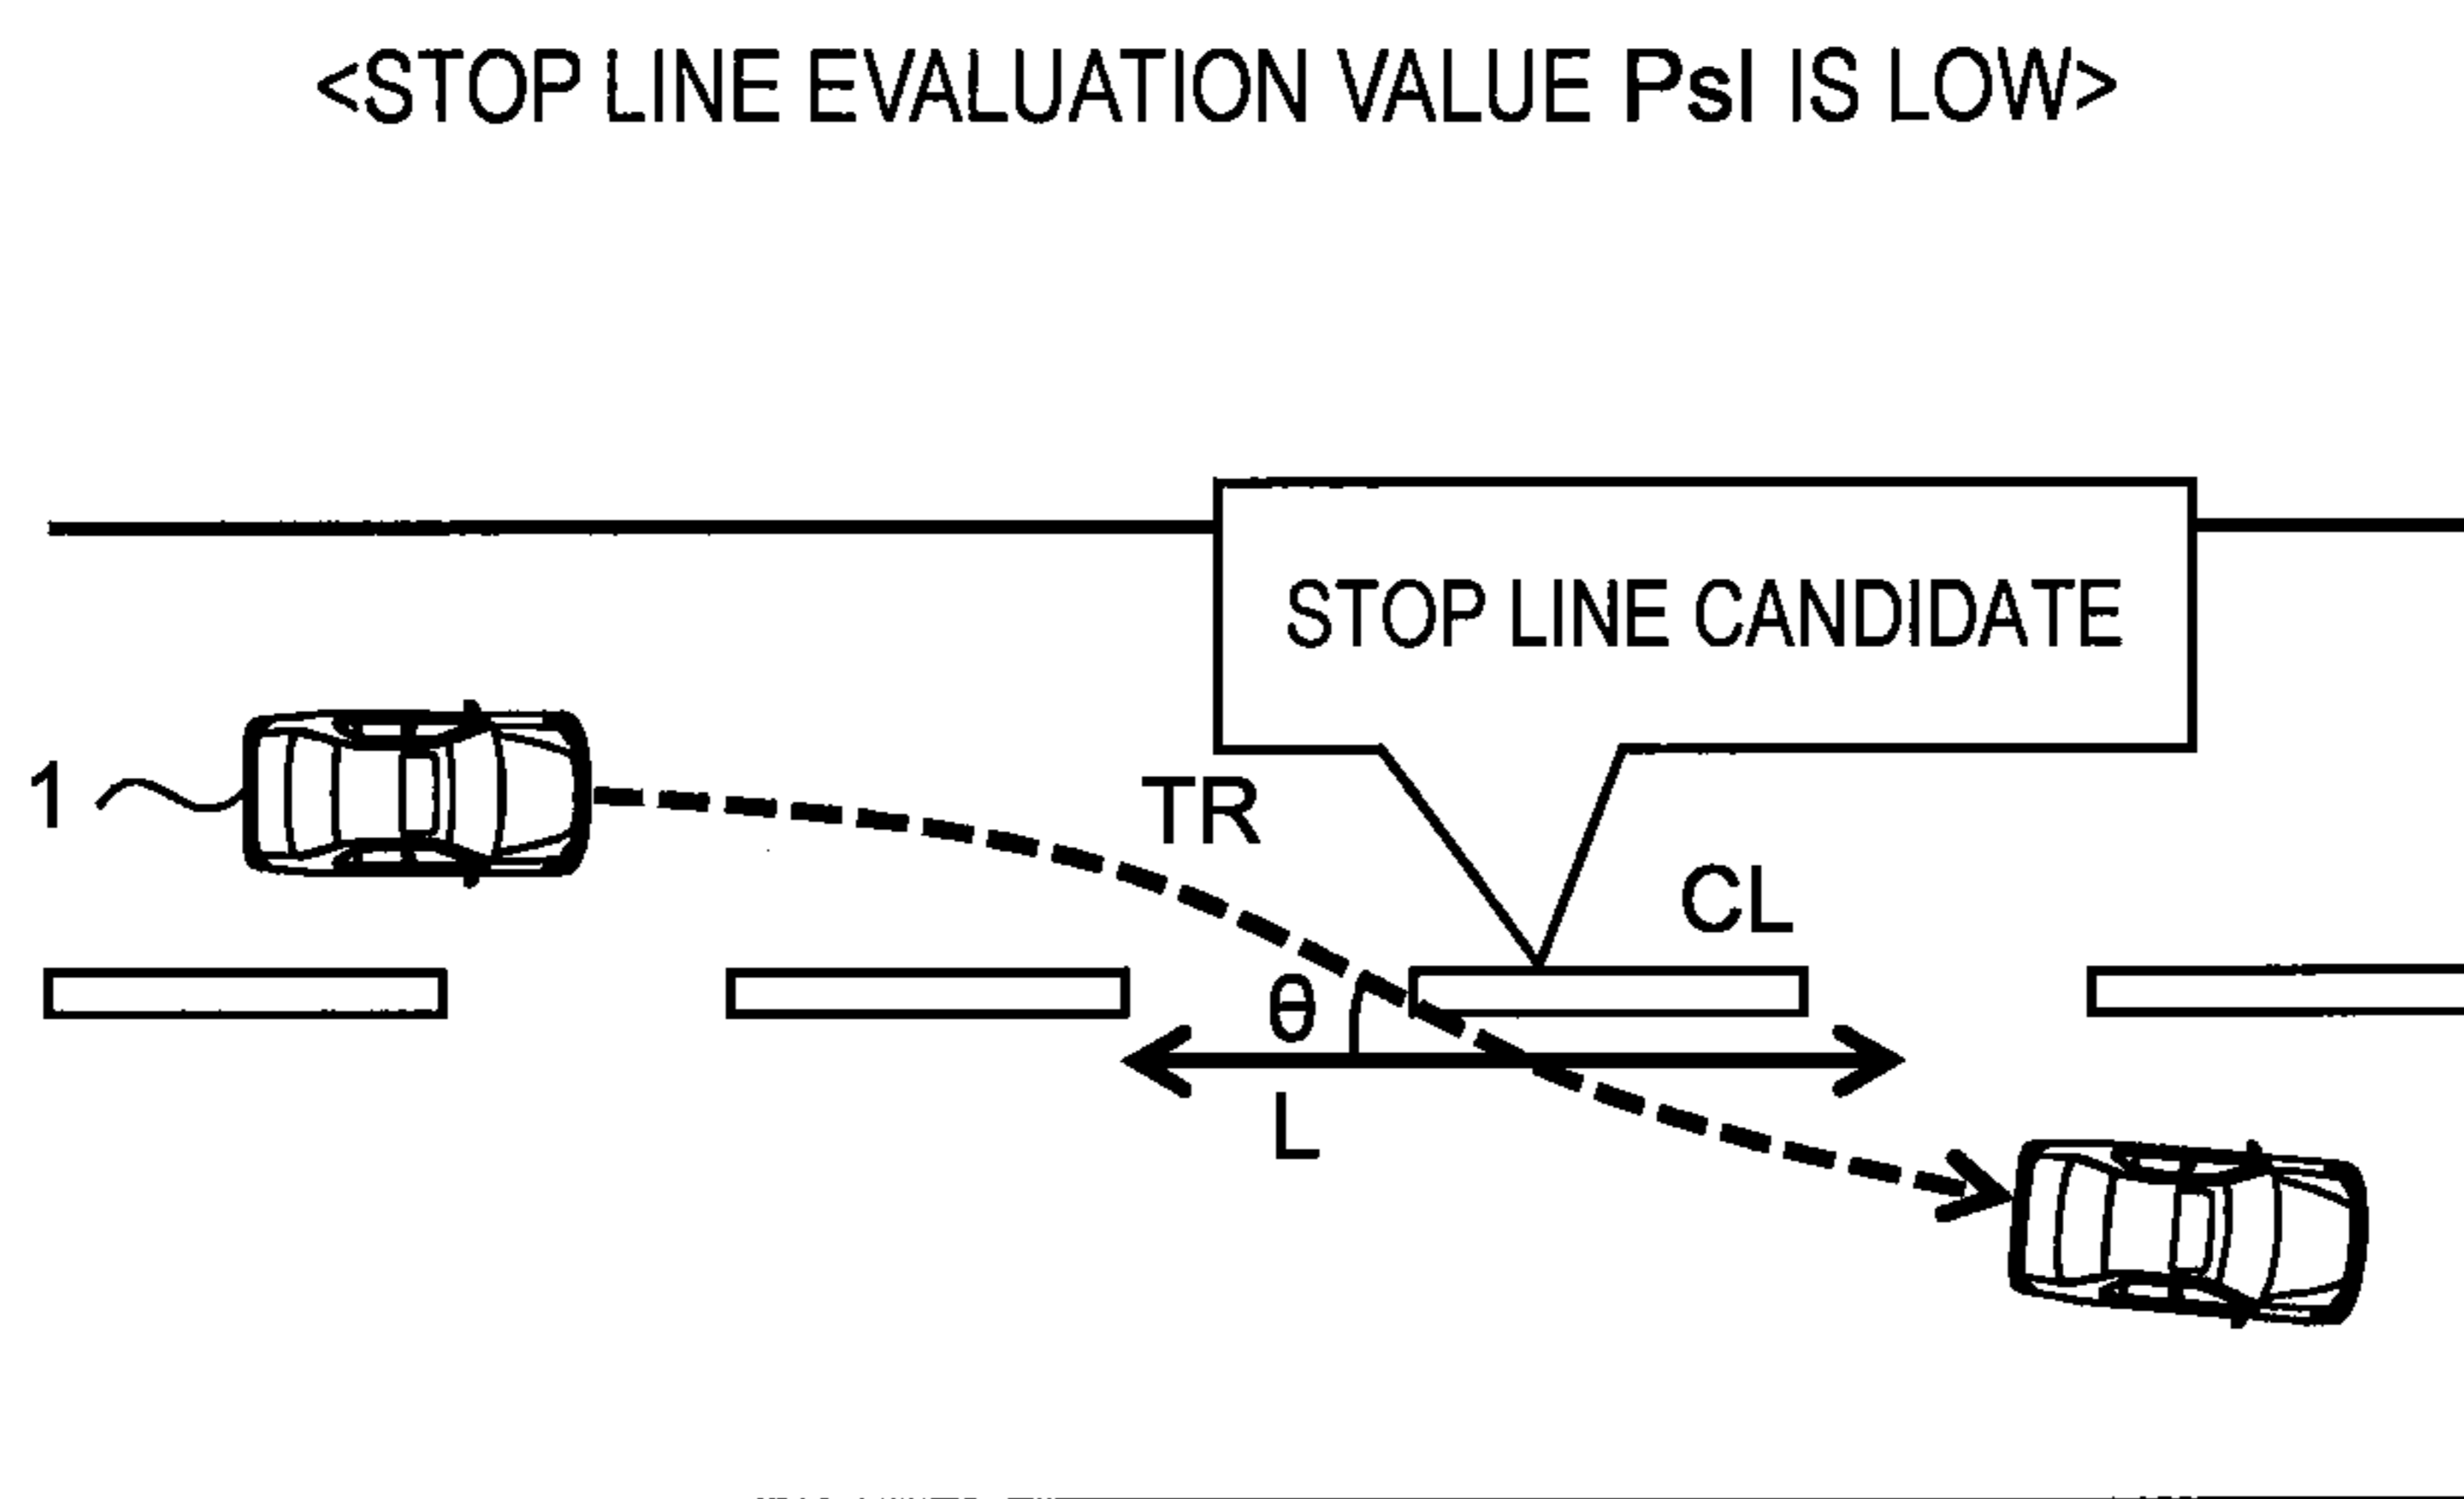 <STOP LINE EVALUATION VALUE Psl IS LOW>
STOP LINE CANDIDATE
1
TR
CL
θ
L